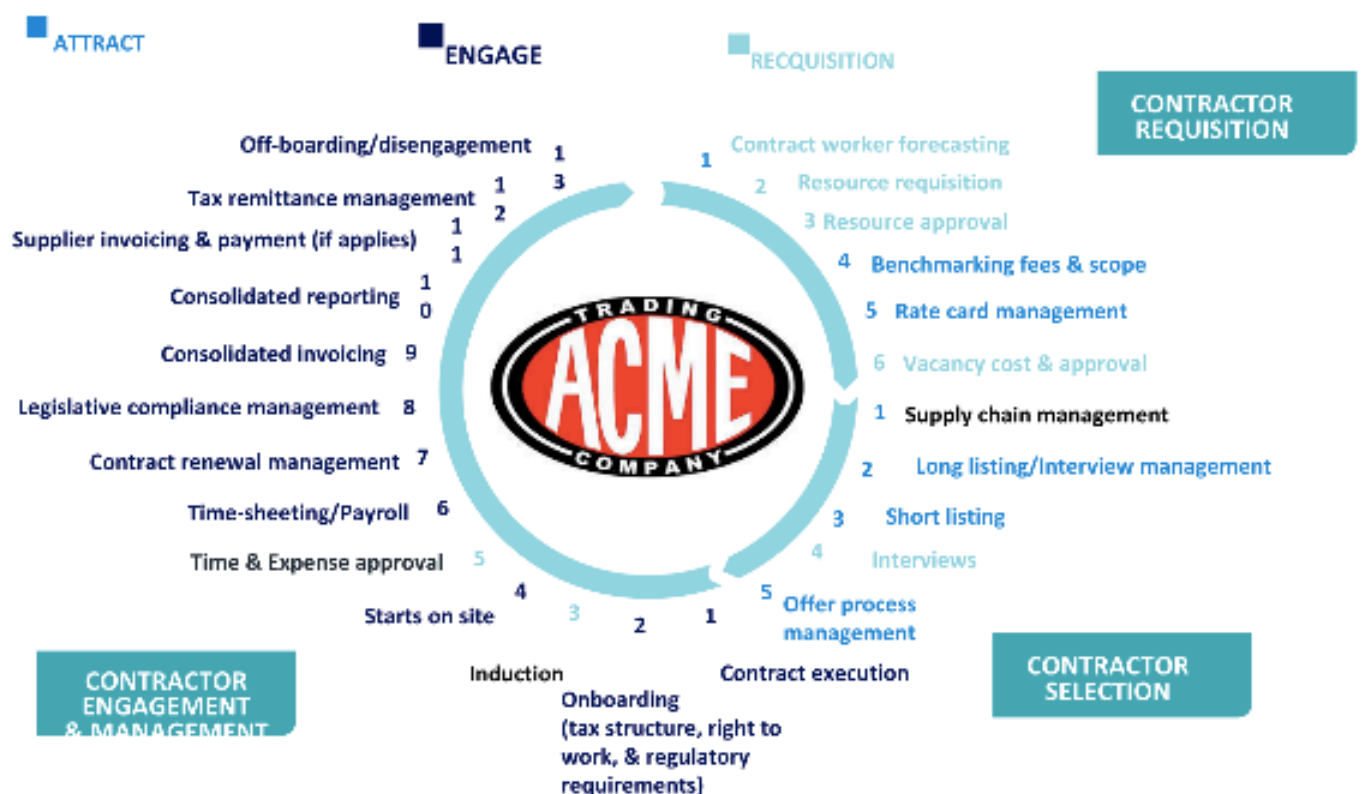 ATTRACT
ENGAGE
RECQUISITION
CONTRACTOR
REQUISITION
1 Contract worker forecasting
2 Resource requisition
3 Resource approval
4 Benchmarking fees & scope
5 Rate card management
6 Vacancy cost & approval
1 Supply chain management
2 Long listing/Interview management
3 Short listing
4 Interviews
5 Offer process
management
CONTRACTOR
SELECTION
1
Contract execution
2
Onboarding
(tax structure, right to
work, & regulatory
requirements)
3
Induction
4
Starts on site
Time & Expense approval 5
Time-sheeting/Payroll 6
Contract renewal management 7
Legislative compliance management 8
Consolidated invoicing 9
Consolidated reporting 1
0
Supplier invoicing & payment (if applies) 1
1
Tax remittance management 1
2
Off-boarding/disengagement 1
3
CONTRACTOR
ENGAGEMENT
& MANAGEMENT
TRADING
ACME
COMPANY